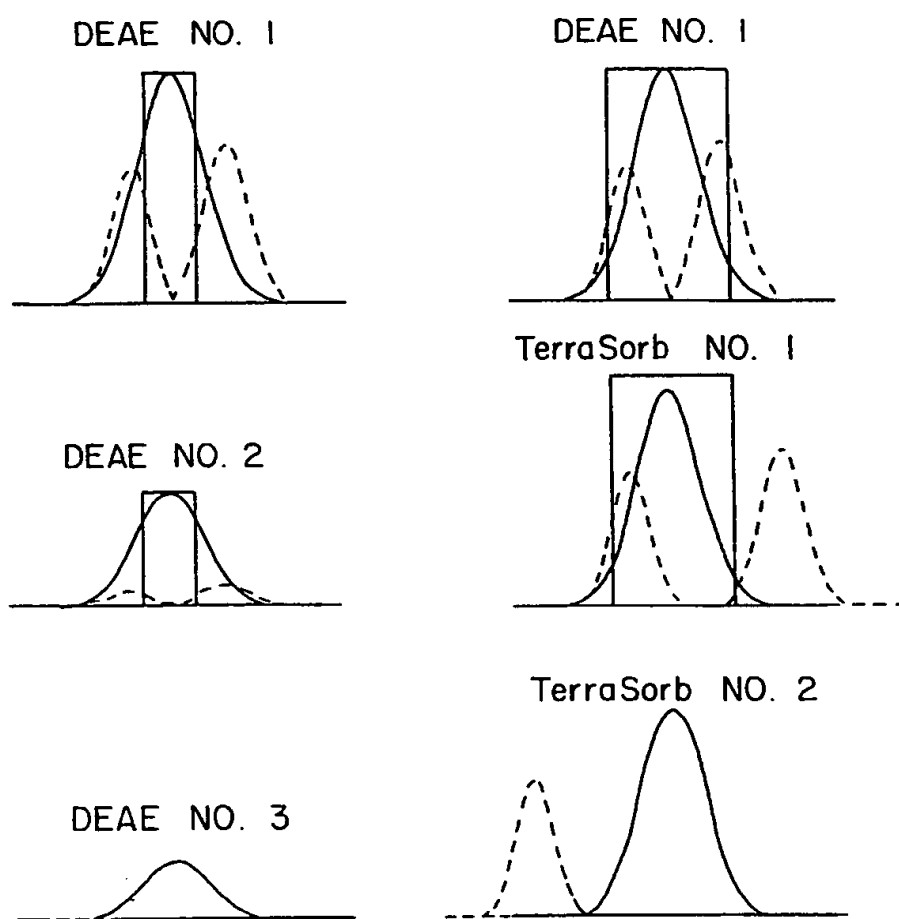 DEAE NO. 1
DEAE NO. 2
DEAE NO. 3
DEAE NO. 1
TerraSorb NO. 1
TerraSorb NO. 2